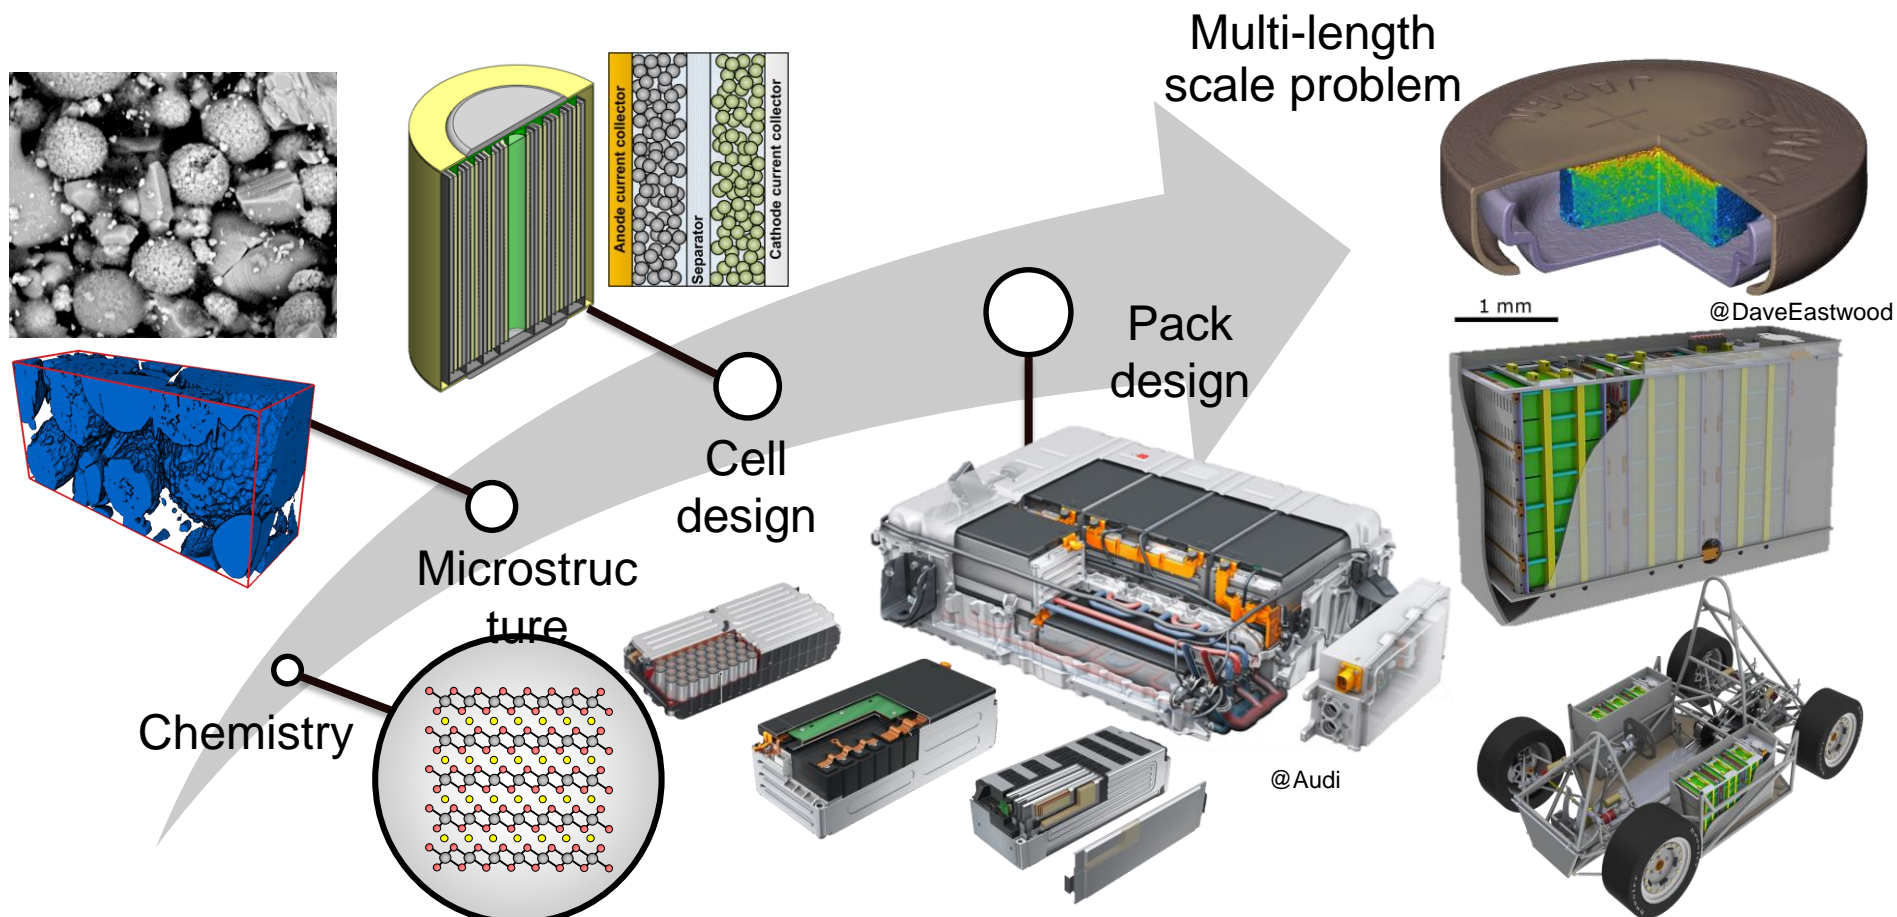 Multi-length
scale problem
Anode current collector
Separator
Cathode current collector
1 mm
@DaveEastwood
Pack
design
Cell
design
Microstruc
ture
Chemistry
@Audi